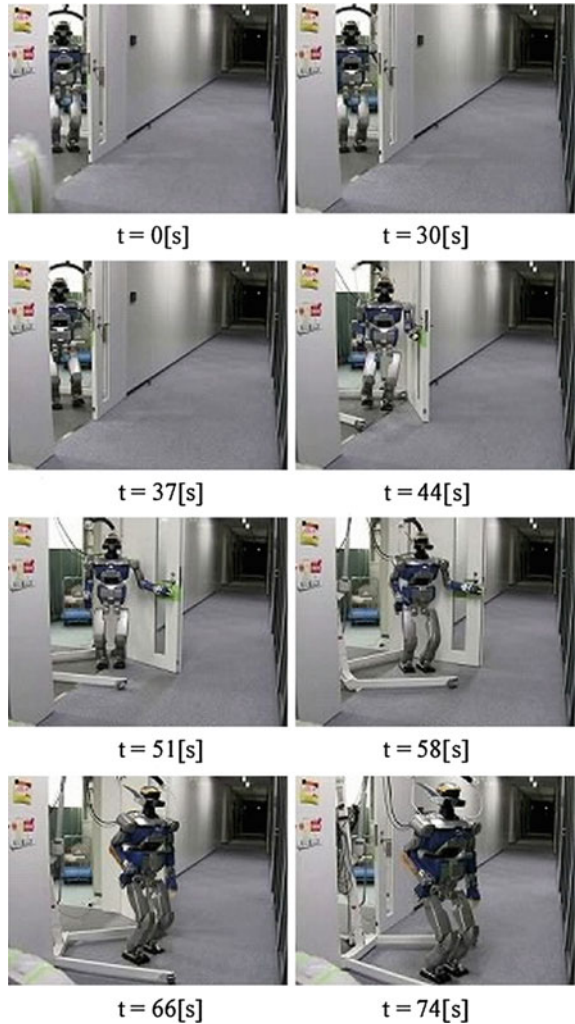 t = 0[s]
t = 30[s]
t = 37[s]
t = 44[s]
t = 51[s]
t = 58[s]
t = 66[s]
t = 74[s]